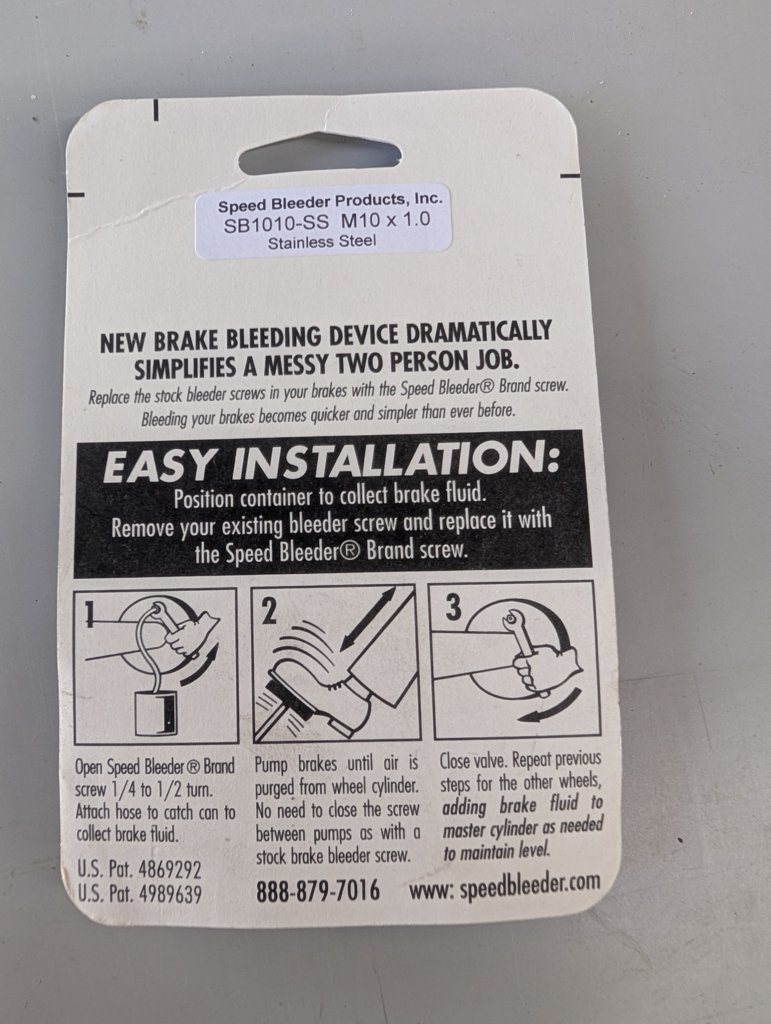 Speed Bleeder Products, Inc.
SB1010-SS M10 x 1.0
Stainless Steel
NEW BRAKE BLEEDING DEVICE DRAMATICALLY
SIMPLIFIES A MESSY TWO PERSON JOB.
Replace the stock bleeder screws in your brakes with the Speed Bleeder® Brand screw.
Bleeding your brakes becomes quicker and simpler than ever before.
EASY INSTALLATION:
Position container to collect brake fluid.
Remove your existing bleeder screw and replace it with
the Speed Bleeder® Brand screw.
1
Open Speed Bleeder® Brand
screw 1/4 to 1/2 turn.
Attach hose to catch can to
collect brake fluid.
2
Pump brakes until air is
purged from wheel cylinder.
No need to close the screw
between pumps as with a
stock brake bleeder screw.
3
Close valve. Repeat previous
steps for the other wheels,
adding brake fluid to
master cylinder as needed
to maintain level.
U.S. Pat. 4869292
U.S. Pat. 4989639
888-879-7016
www: speedbleeder.com